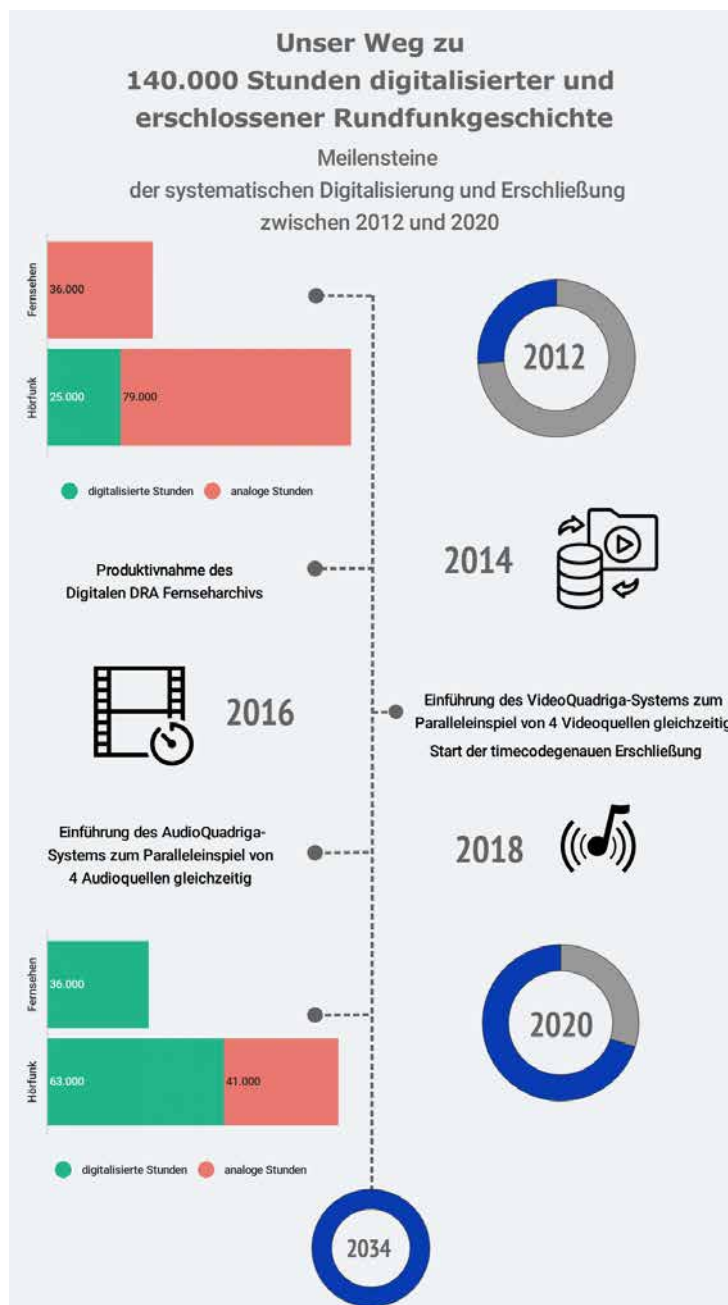 Unser Weg zu
140.000 Stunden digitalisierter und
erschlossener Rundfunkgeschichte
Meilensteine
der systematischen Digitalisierung und Erschließung
zwischen 2012 und 2020
Fernsehen
36.000
Hörfunk
25.000
79.000
digitalisierte Stunden
analoge Stunden
2012
Produktivnahme des
Digitalen DRA Fernseharchivs
2014
2016
Einführung des VideoQuadriga-Systems zum
Paralleleinspiel von 4 Videoquellen gleichzeitig
Start der timecodegenauen Erschließung
Einführung des AudioQuadriga-
Systems zum Paralleleinspiel von
4 Audioquellen gleichzeitig
2018
Fernsehen
36.000
Hörfunk
63.000
41.000
digitalisierte Stunden
analoge Stunden
2020
2034